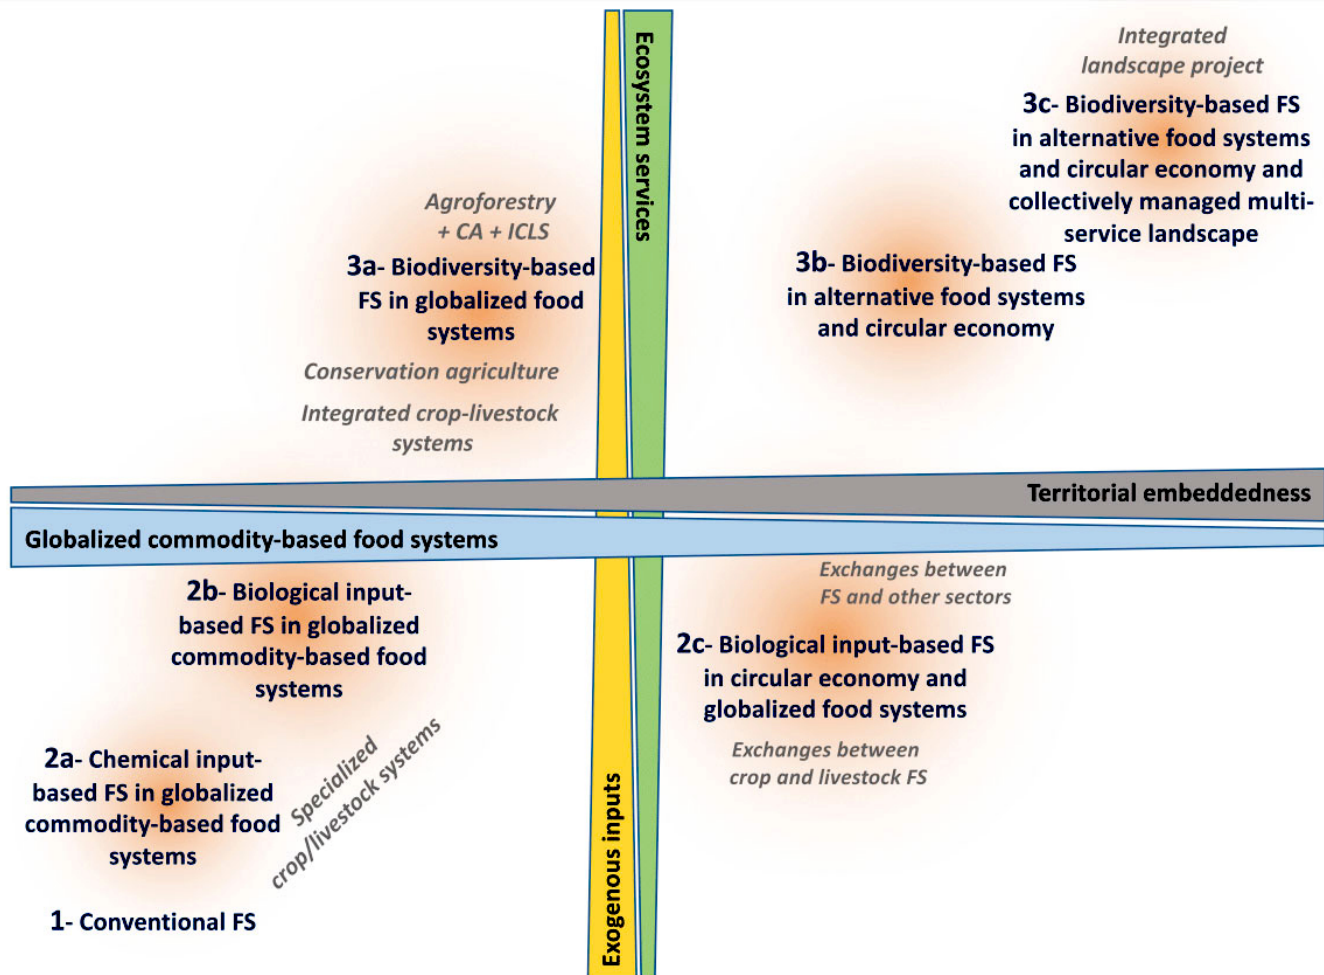 Ecosystem services
Integrated
landscape project
3c- Biodiversity-based FS
in alternative food systems
and circular economy and
collectively managed multi-
service landscape
Agroforestry
+ CA + ICLS
3a- Biodiversity-based
FS in globalized food
systems
Conservation agriculture
Integrated crop-livestock
systems
3b- Biodiversity-based FS
in alternative food systems
and circular economy
Territorial embeddedness
Globalized commodity-based food systems
2b- Biological input-
based FS in globalized
commodity-based food
systems
Exchanges between
FS and other sectors
2c- Biological input-based FS
in circular economy and
globalized food systems
Exchanges between
crop and livestock FS
2a- Chemical input-
based FS in globalized
commodity-based food
systems
Specialized
crop/livestock systems
1- Conventional FS
Exogenous inputs